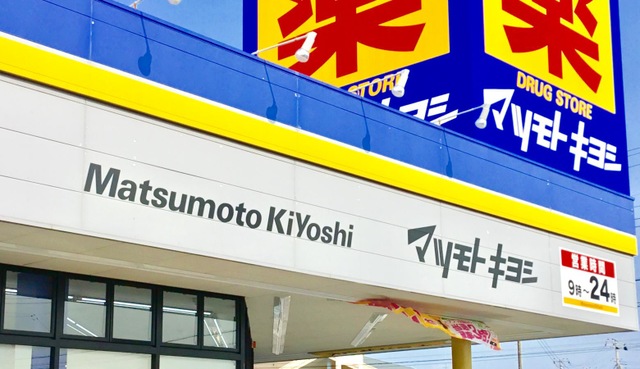 薬
STORE
薬
DRUG STORE
マツモトキヨシ
Matsumoto KiYoshi
マツモトキヨシ
営業時間
9時~24時